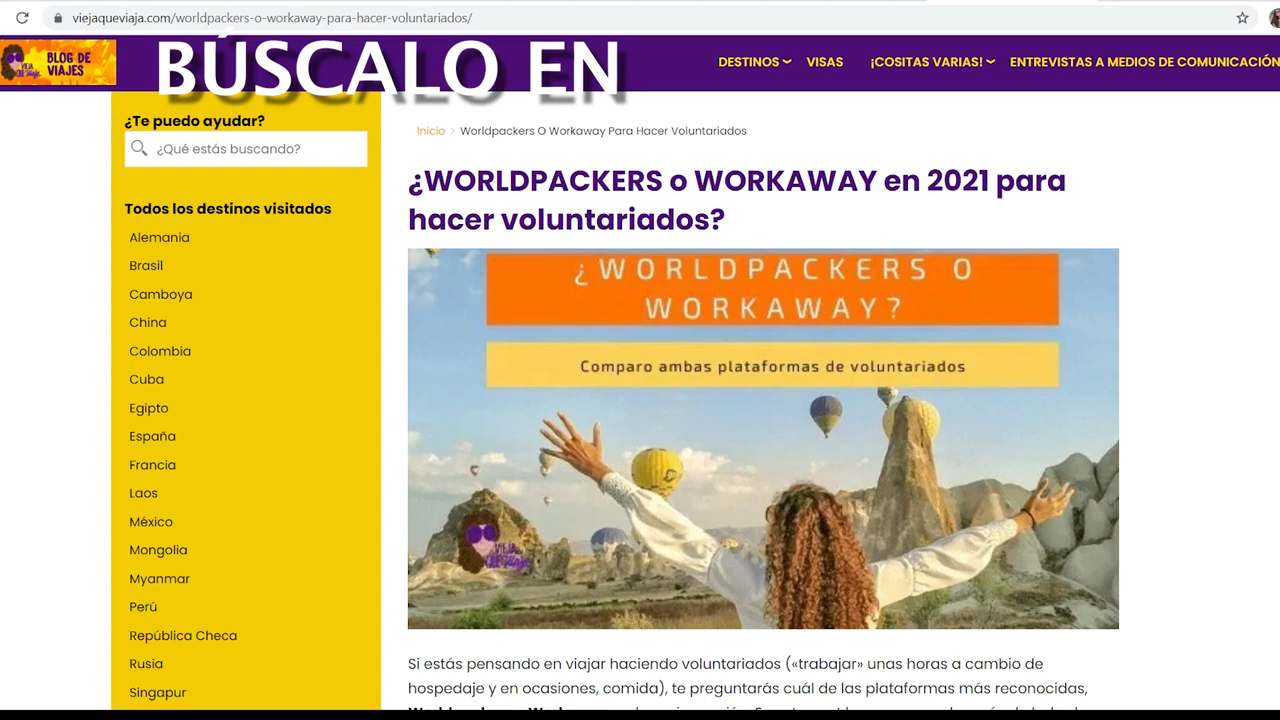 viejaqueviaja.com/worldpackers-o-workaway-para-hacer-voluntariados/
BLOG DE
VIAJES
BÚSCALO EN
DESTINOS
VISAS
¡COSITAS VARIAS!
ENTREVISTAS A MEDIOS DE COMUNICACIÓN
¿Te puedo ayudar?
¿Qué estás buscando?
Todos los destinos visitados
Alemania
Brasil
Camboya
China
Colombia
Cuba
Egipto
España
Francia
Laos
México
Mongolia
Myanmar
Perú
República Checa
Rusia
Singapur
Inicio > Worldpackers O Workaway Para Hacer Voluntariados
¿WORLDPACKERS o WORKAWAY en 2021 para
hacer voluntariados?
¿WORLDPACKERS O
WORKAWAY?
Comparo ambas plataformas de voluntariados
VIEJA
QUE viaja
Si estás pensando en viajar haciendo voluntariados («trabajar» unas horas a cambio de
hospedaje y en ocasiones, comida), te preguntarás cuál de las plataformas más reconocidas,